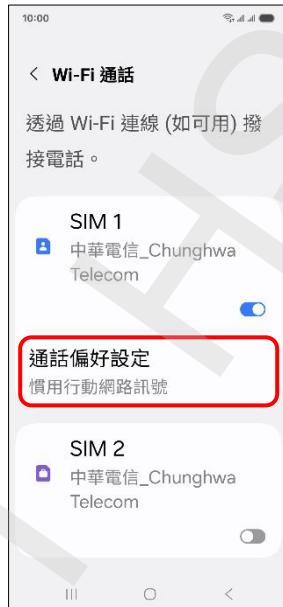 10:00
Wi-Fi 通話
透過 Wi-Fi 連線 (如可用) 撥
接電話。
SIM 1
中華電信_Chunghwa
Telecom
通話偏好設定
慣用行動網路訊號
SIM 2
中華電信_Chunghwa
Telecom